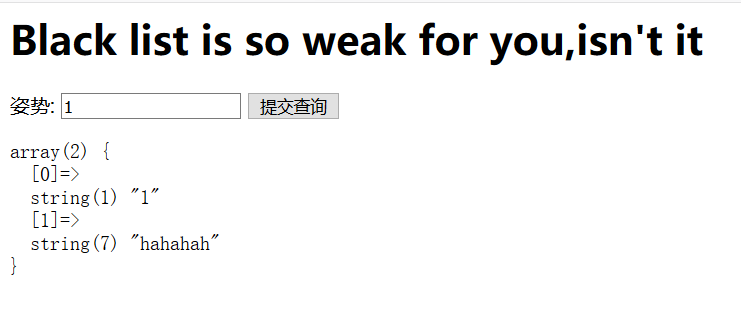 Black list is so weak for you,isn't it
姿势: 1 提交查询
array(2) {
  [0]=>
  string(1) "1"
  [1]=>
  string(7) "hahahah"
}